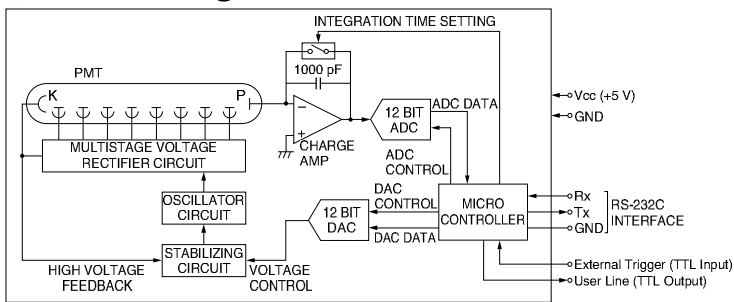 INTEGRATION TIME SETTING
1000 pF
PMT
K
P
−
+
CHARGE
AMP
12 BIT
ADC
ADC DATA
ADC
CONTROL
MULTISTAGE VOLTAGE
RECTIFIER CIRCUIT
OSCILLATOR
CIRCUIT
STABILIZING
CIRCUIT
HIGH VOLTAGE
FEEDBACK
VOLTAGE
CONTROL
12 BIT
DAC
DAC
CONTROL
DAC DATA
MICRO
CONTROLLER
Vcc (+5 V)
GND
Rx
Tx
GND
RS-232C
INTERFACE
External Trigger (TTL Input)
User Line (TTL Output)